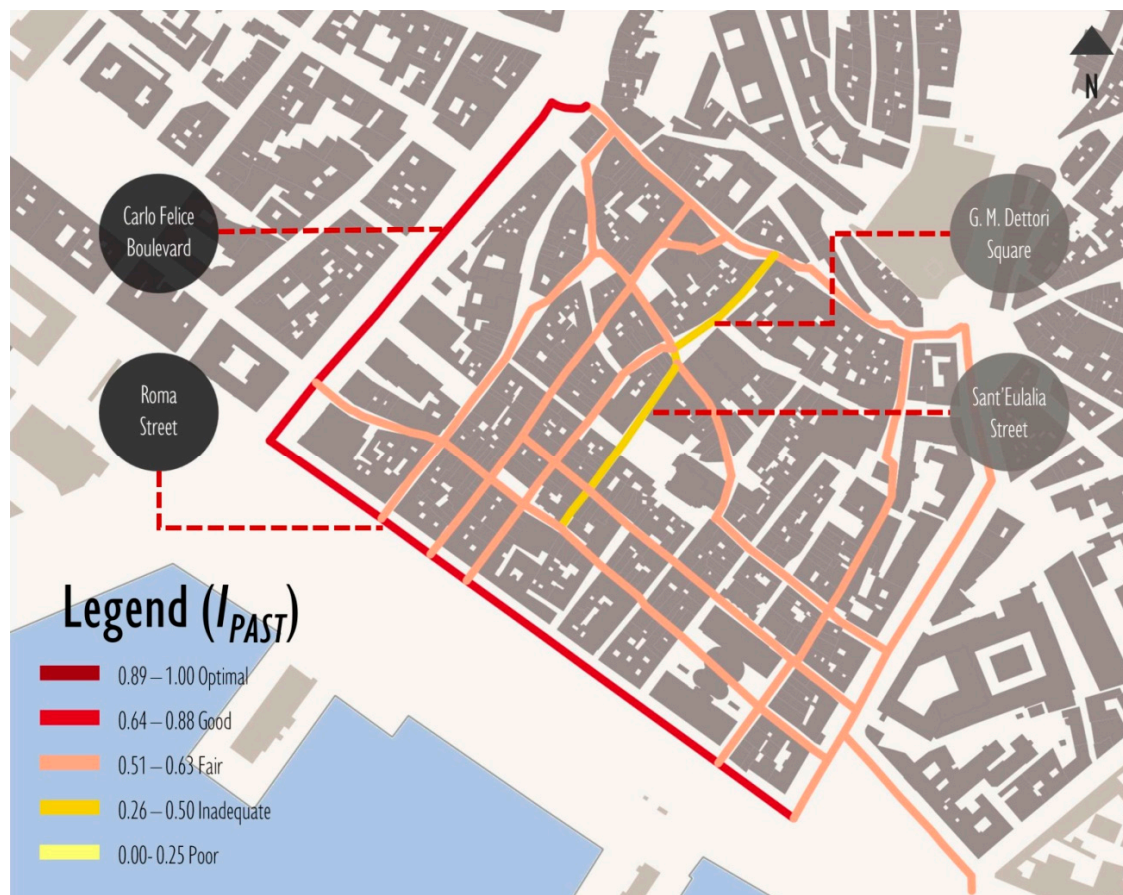 N
Carlo Felice
Boulevard
G. M. Dettori
Square
Roma
Street
Sant'Eulalia
Street
Legend (I_PAST)
0.89 – 1.00 Optimal
0.64 – 0.88 Good
0.51 – 0.63 Fair
0.26 – 0.50 Inadequate
0.00- 0.25 Poor